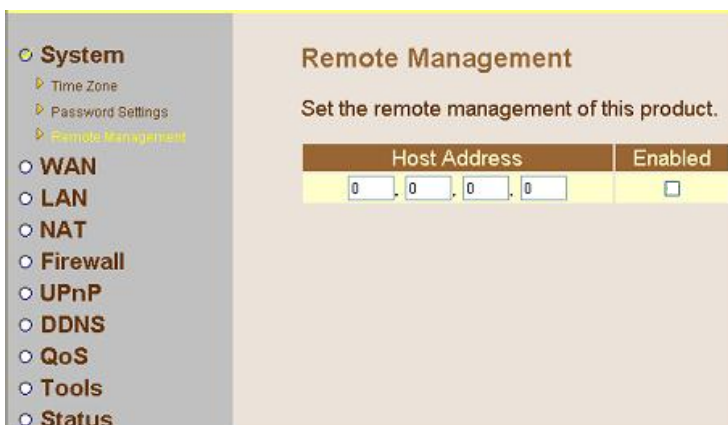 System
Time Zone
Password Settings
Remote Management
WAN
LAN
NAT
Firewall
UPnP
DDNS
QoS
Tools
Status
Remote Management
Set the remote management of this product.
Host Address Enabled
0 . 0 . 0 . 0